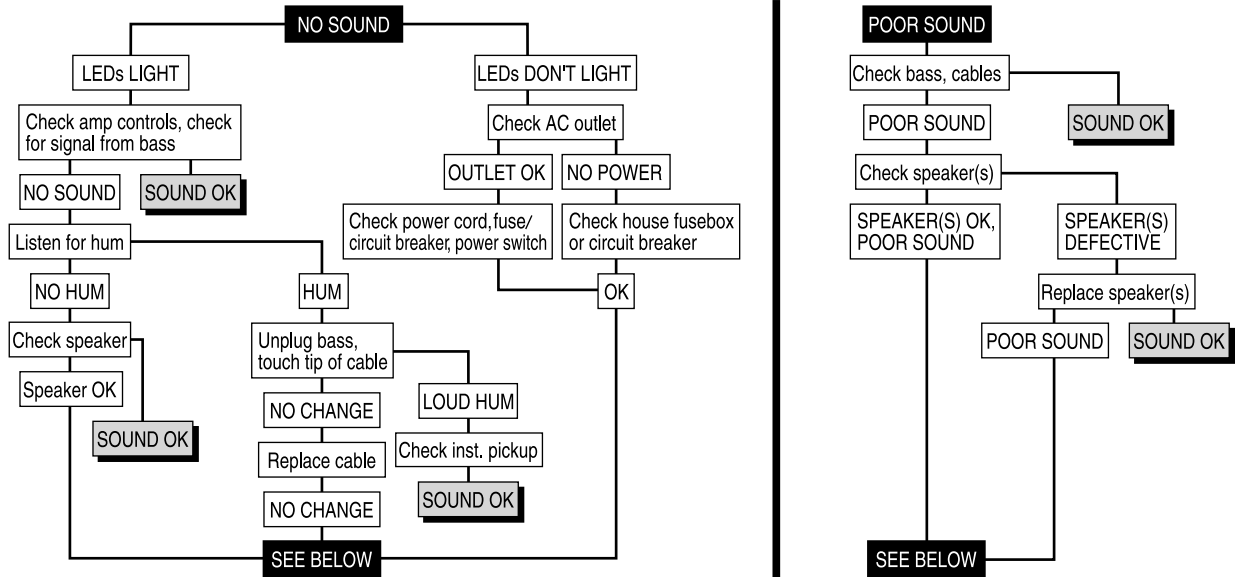 NO SOUND
LEDs LIGHT
LEDs DON'T LIGHT
Check amp controls, check
for signal from bass
Check AC outlet
NO SOUND
SOUND OK
OUTLET OK
NO POWER
Listen for hum
Check power cord, fuse/
circuit breaker, power switch
Check house fusebox
or circuit breaker
NO HUM
HUM
OK
Check speaker
Unplug bass,
touch tip of cable
Speaker OK
NO CHANGE
LOUD HUM
SOUND OK
Replace cable
Check inst. pickup
NO CHANGE
SOUND OK
SEE BELOW
POOR SOUND
Check bass, cables
POOR SOUND
SOUND OK
Check speaker(s)
SPEAKER(S) OK,
POOR SOUND
SPEAKER(S)
DEFECTIVE
Replace speaker(s)
POOR SOUND
SOUND OK
SEE BELOW